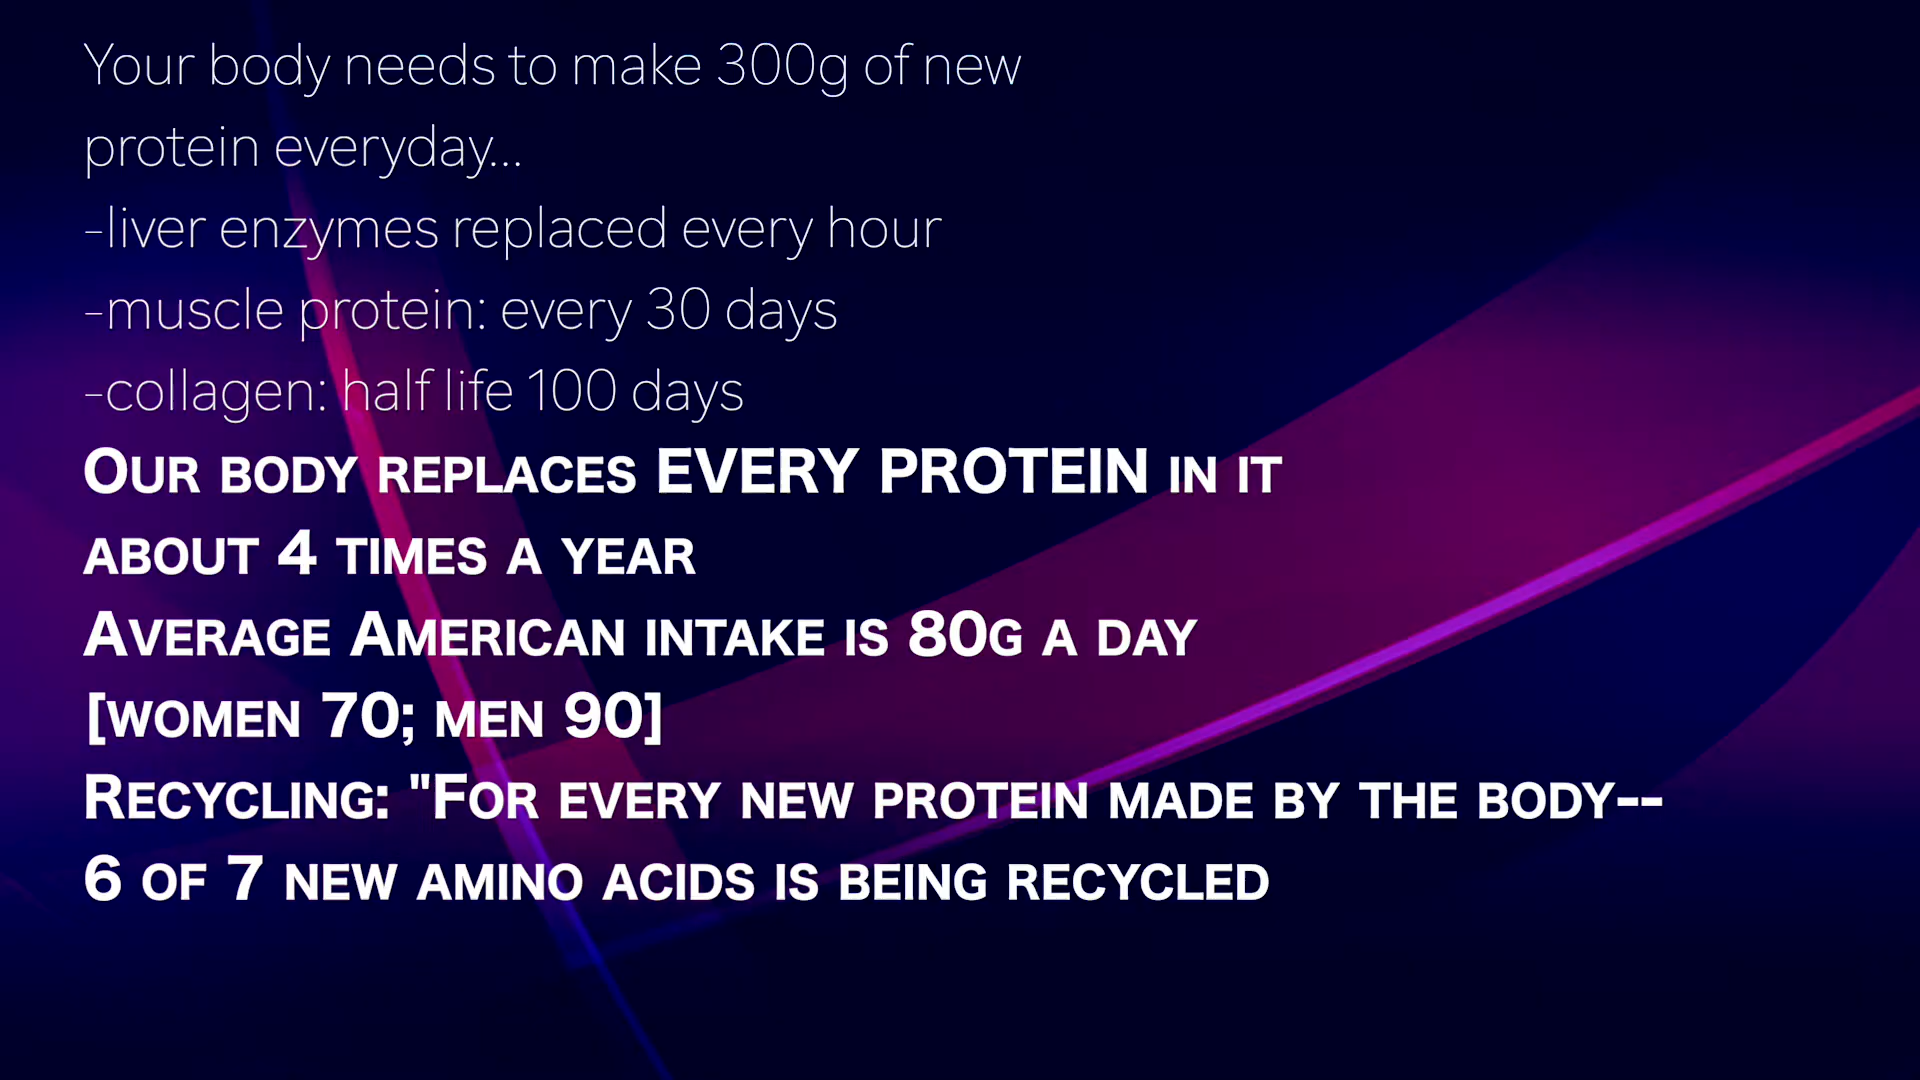 Your body needs to make 300g of new
protein everyday...
-liver enzymes replaced every hour
-muscle protein: every 30 days
-collagen: half life 100 days
Our body replaces EVERY PROTEIN in it
about 4 times a year
Average American intake is 80g a day
[women 70; men 90]
Recycling: "For every new protein made by the body--
6 of 7 new amino acids is being recycled